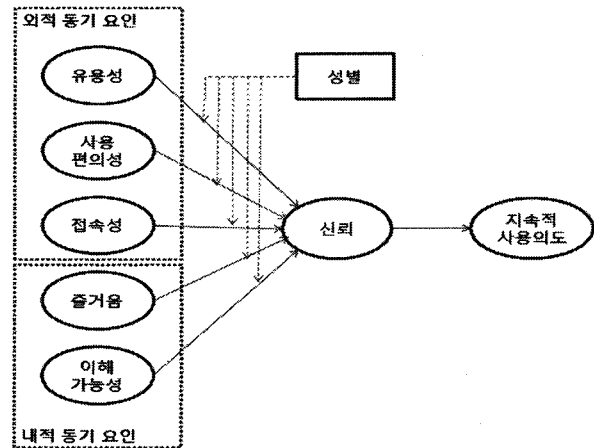 외적 동기 요인
유용성
성별
사용
편의성
접속성
신뢰
지속적
사용의도
즐거움
이해
가능성
내적 동기 요인